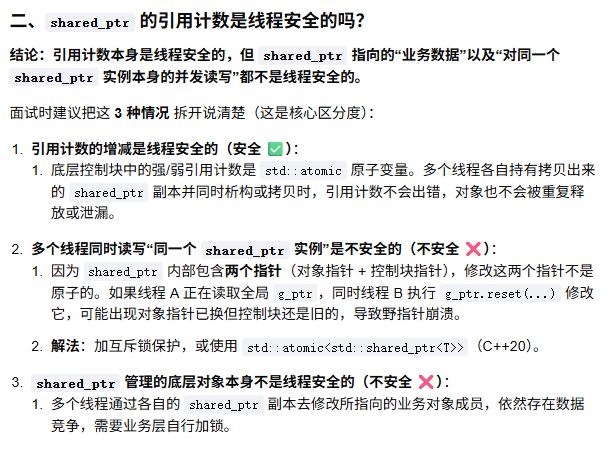 二、shared_ptr 的引用计数是线程安全的吗？
结论：引用计数本身是线程安全的，但 shared_ptr 指向的“业务数据”以及“对同一个
shared_ptr 实例本身的并发读写”都不是线程安全的。
面试时建议把这 3 种情况 拆开说清楚（这是核心区分度）：
1. 引用计数的增减是线程安全的（安全 ✅）：
1. 底层控制块中的强/弱引用计数是 std::atomic 原子变量。多个线程各自持有拷贝出来
的 shared_ptr 副本并同时析构或拷贝时，引用计数不会出错，对象也不会被重复释
放或泄漏。
2. 多个线程同时读写“同一个 shared_ptr 实例”是不安全的（不安全 ❌）：
1. 因为 shared_ptr 内部包含两个指针（对象指针 + 控制块指针），修改这两个指针不是
原子的。如果线程 A 正在读取全局 g_ptr，同时线程 B 执行 g_ptr.reset(...) 修改
它，可能出现对象指针已换但控制块还是旧的，导致野指针崩溃。
2. 解法：加互斥锁保护，或使用 std::atomic<std::shared_ptr<T>>（C++20）。
3. shared_ptr 管理的底层对象本身不是线程安全的（不安全 ❌）：
1. 多个线程通过各自的 shared_ptr 副本去修改所指向的业务对象成员，依然存在数据
竞争，需要业务层自行加锁。